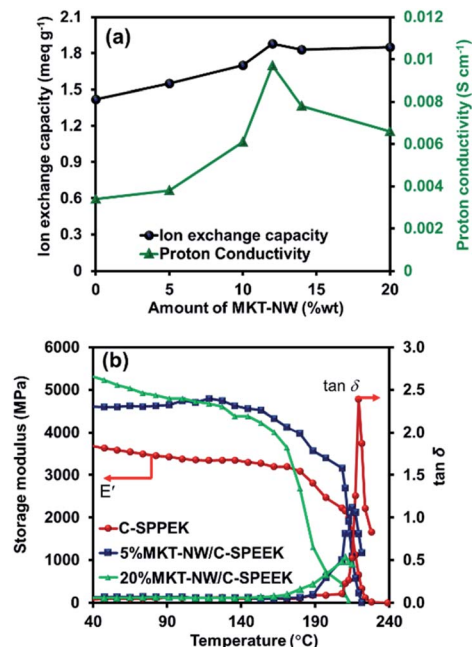 (a)
Ion exchange capacity (meq g⁻¹)
2.1
1.8
1.5
1.2
0.9
0.6
0.3
0
Proton conductivity (S cm⁻¹)
0.012
0.01
0.008
0.006
0.004
0.002
0
Ion exchange capacity
Proton Conductivity
0 5 10 15 20
Amount of MKT-NW (%wt)
(b)
Storage modulus (MPa)
6000
5000
4000
3000
2000
1000
0
tan δ
3.0
2.5
2.0
1.5
1.0
0.5
0.0
tan δ
E′
C-SPPEK
5%MKT-NW/C-SPEEK
20%MKT-NW/C-SPEEK
40 90 140 190 240
Temperature (°C)